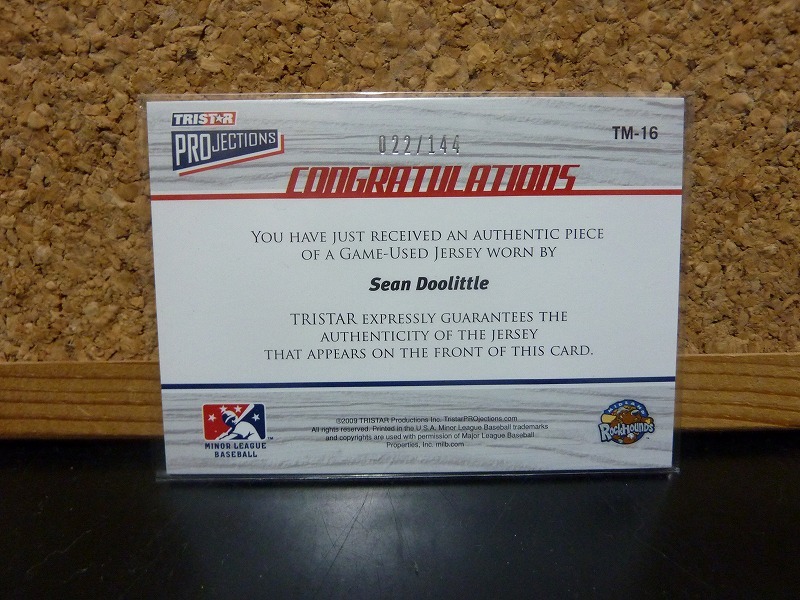 TRISTAR
PROJECTIONS
022/144
TM-16
CONGRATULATIONS
YOU HAVE JUST RECEIVED AN AUTHENTIC PIECE
OF A GAME-USED JERSEY WORN BY
Sean Doolittle
TRISTAR EXPRESSLY GUARANTEES THE
AUTHENTICITY OF THE JERSEY
THAT APPEARS ON THE FRONT OF THIS CARD.
MINOR LEAGUE
BASEBALL
TM
©2009 TRISTAR Productions Inc. TristarPROjections.com
All rights reserved. Printed in the U.S.A. Minor League Baseball trademarks
and copyrights are used with permission of Major League Baseball
Properties, Inc. milb.com
MIDLAND
ROCKHOUNDS